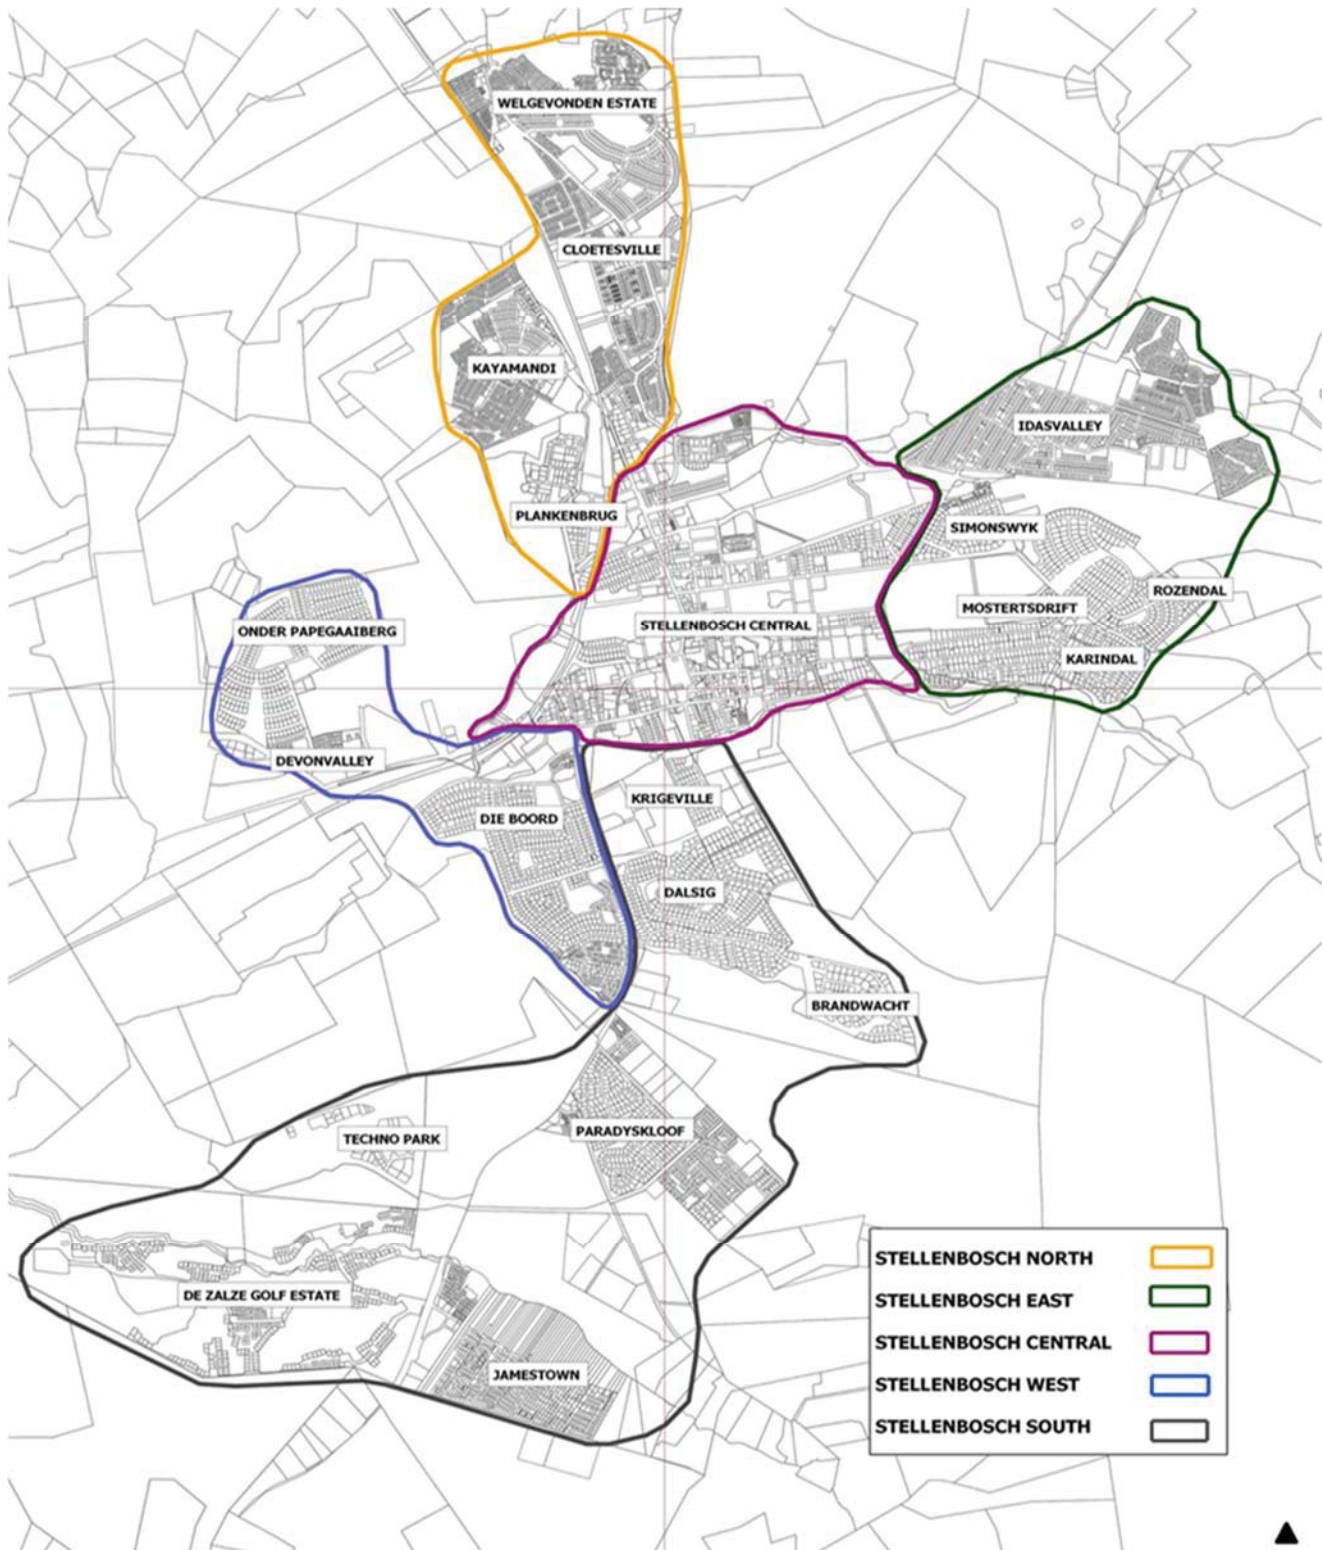 WELGEVONDEN ESTATE
CLOETESVILLE
KAYAMANDI
IDASVALLEY
PLANKENBRUG
SIMONSWYK
ROZENDAL
MOSTERTSDRIFT
STELLENBOSCH CENTRAL
ONDER PAPEGAAIBERG
KARINDAL
DEVONVALLEY
KRIGEVILLE
DIE BOORD
DALSIG
BRANDWACHT
PARADYSKLOOF
TECHNO PARK
DE ZALZE GOLF ESTATE
JAMESTOWN
STELLENBOSCH NORTH
STELLENBOSCH EAST
STELLENBOSCH CENTRAL
STELLENBOSCH WEST
STELLENBOSCH SOUTH